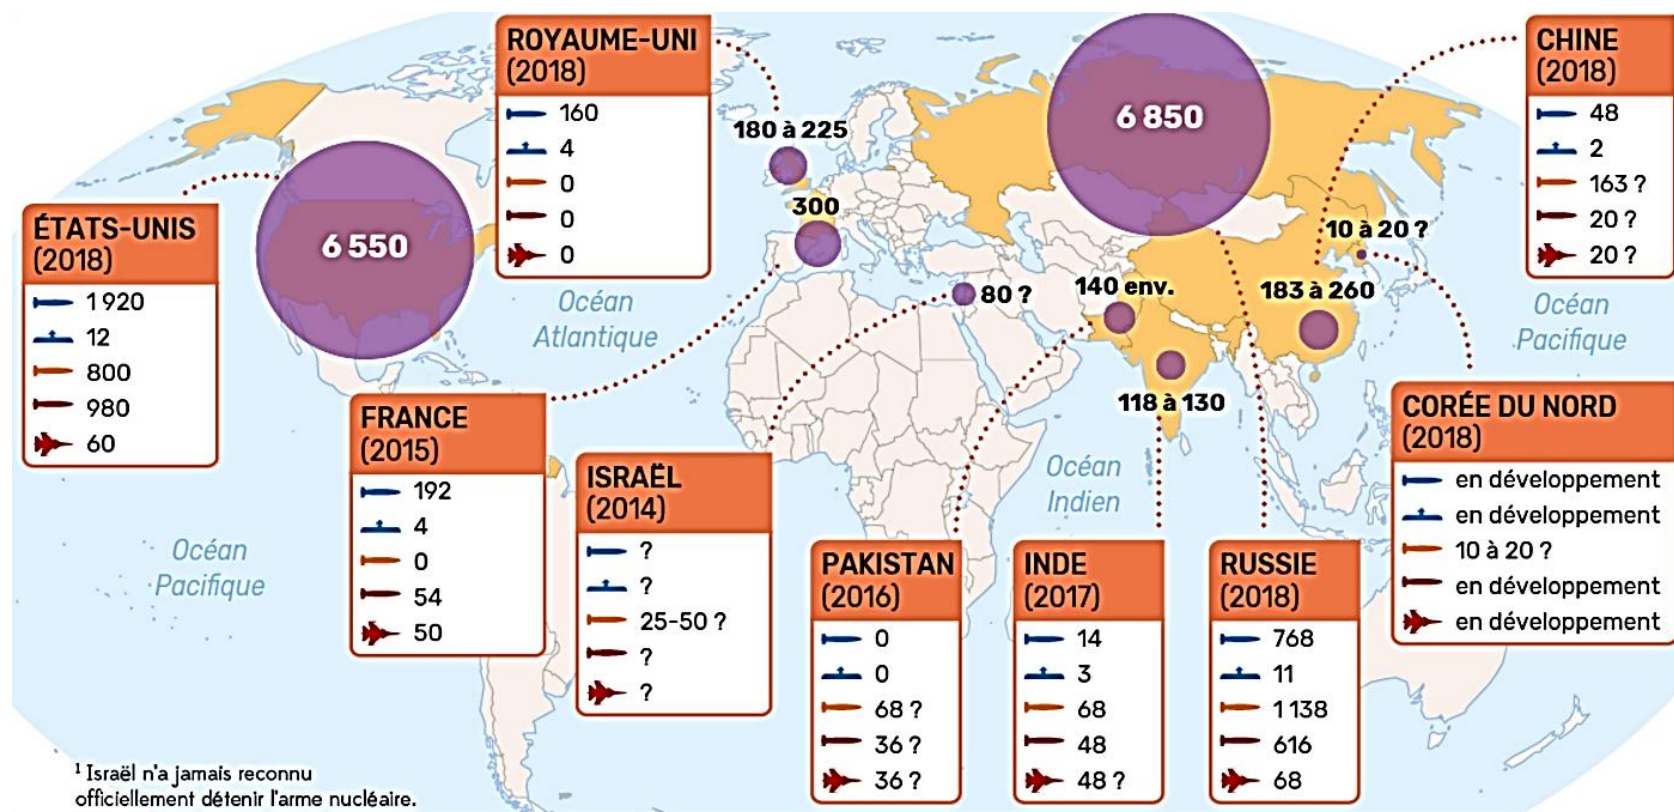 ROYAUME-UNI
(2018)
160
4
0
0
0
CHINE
(2018)
48
2
163 ?
20 ?
20 ?
ÉTATS-UNIS
(2018)
1 920
12
800
980
60
6 550
180 à 225
300
6 850
10 à 20 ?
80 ?
140 env.
183 à 260
118 à 130
Océan
Atlantique
Océan
Pacifique
Océan
Indien
Océan
Pacifique
FRANCE
(2015)
192
4
0
54
50
ISRAËL
(2014)
?
?
25-50 ?
?
?
PAKISTAN
(2016)
0
0
68 ?
36 ?
36 ?
INDE
(2017)
14
3
68
48
48 ?
RUSSIE
(2018)
768
11
1 138
616
68
CORÉE DU NORD
(2018)
en développement
en développement
10 à 20 ?
en développement
en développement
1 Israël n'a jamais reconnu
officiellement détenir l'arme nucléaire.